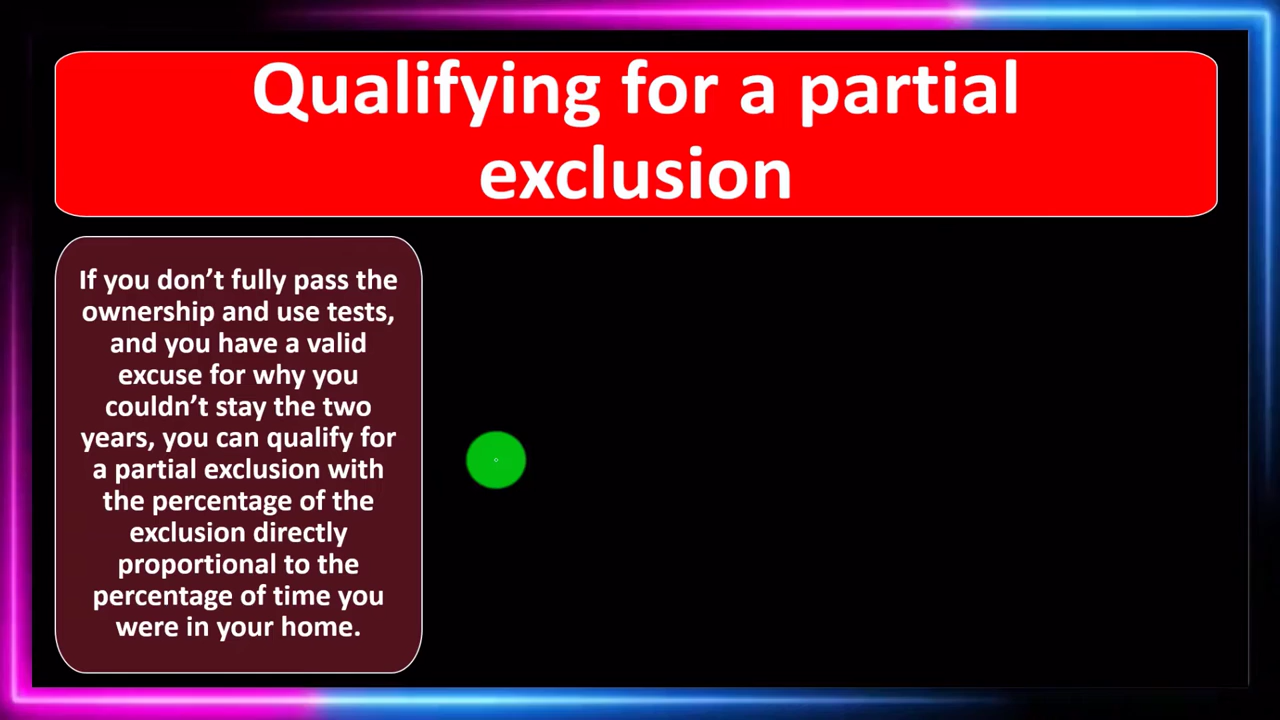 Qualifying for a partial
exclusion
If you don’t fully pass the
ownership and use tests,
and you have a valid
excuse for why you
couldn’t stay the two
years, you can qualify for
a partial exclusion with
the percentage of the
exclusion directly
proportional to the
percentage of time you
were in your home.